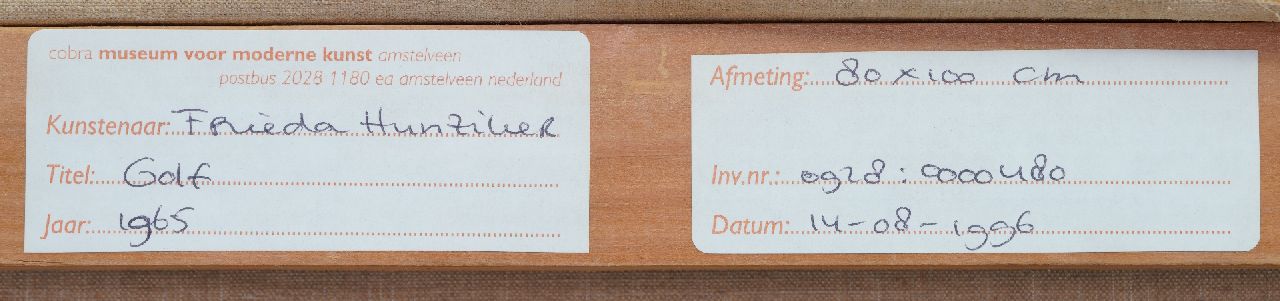 cobra museum voor moderne kunst amstelveen
postbus 2028 1180 ea amstelveen nederland
Kunstenaar: Frieda Hunziker
Titel: Golf
Jaar: 1965
Afmeting: 80 x 100 cm
Inv.nr.: 0928 : 0000480
Datum: 14-08-1996